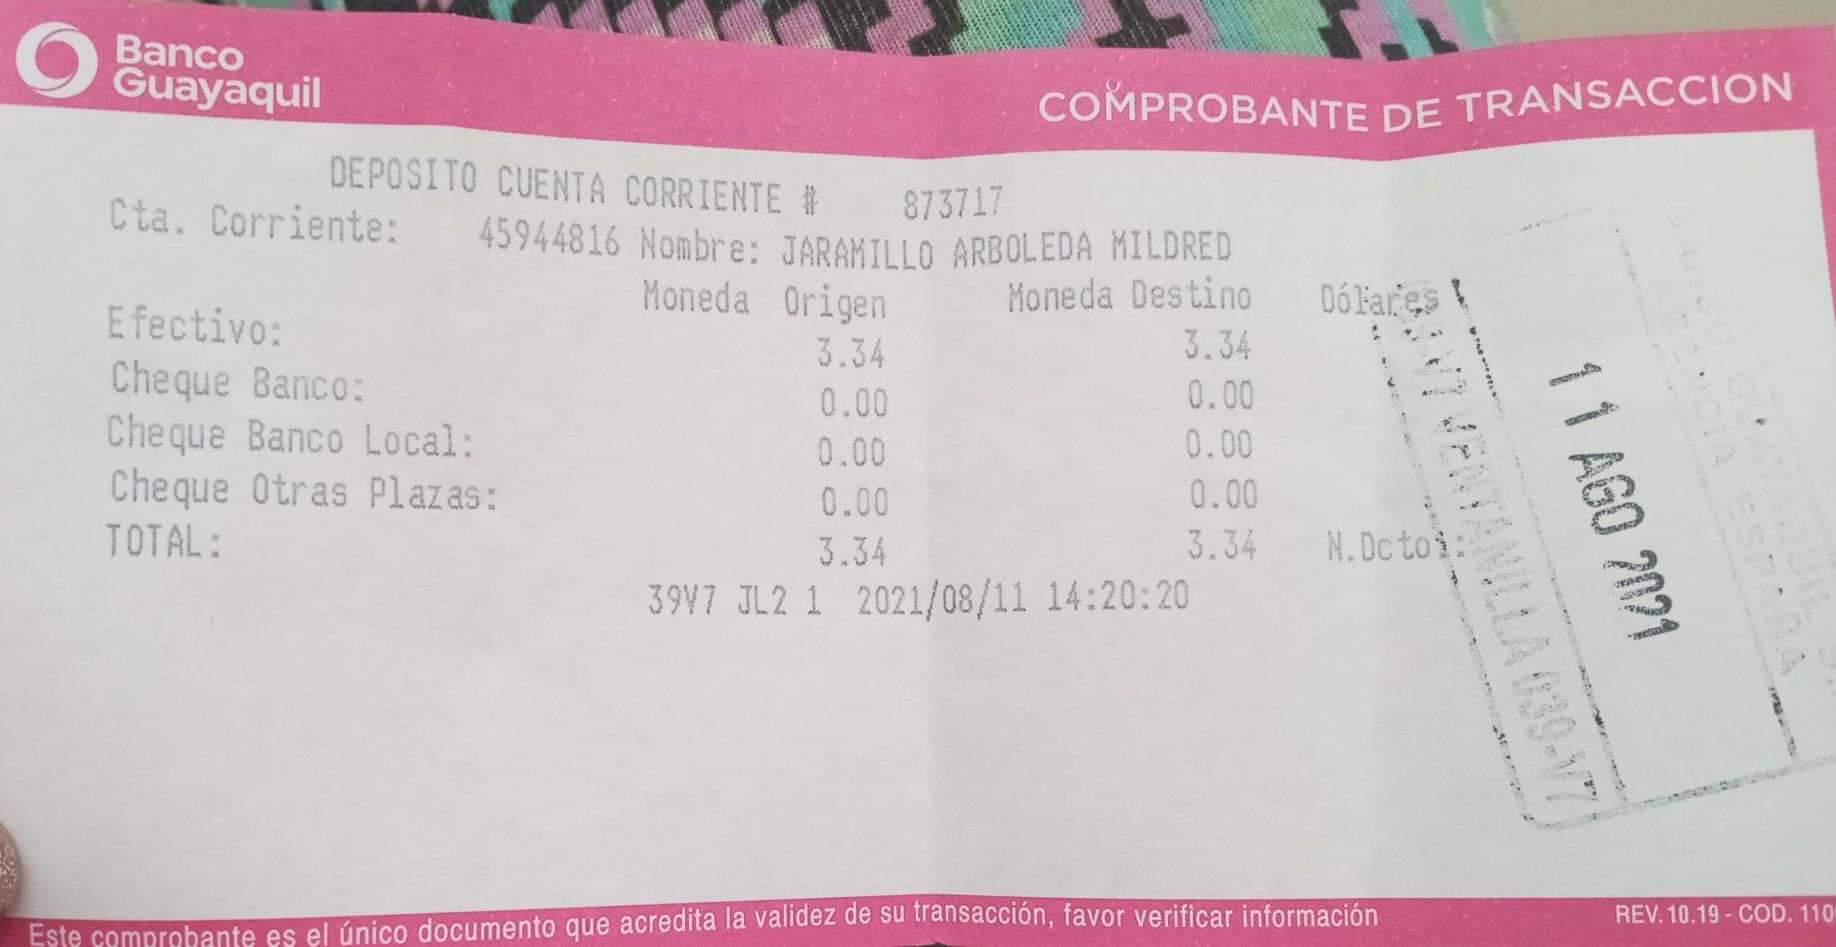 Banco
Guayaquil
COMPROBANTE DE TRANSACCION
DEPOSITO CUENTA CORRIENTE # 873717
Cta. Corriente: 45944816 Nombre: JARAMILLO ARBOLEDA MILDRED
Moneda Origen Moneda Destino Dólares
Efectivo: 3.34 3.34
Cheque Banco: 0.00 0.00
Cheque Banco Local: 0.00 0.00
Cheque Otras Plazas: 0.00 0.00
TOTAL: 3.34 3.34 N.Dcto:
39V7 JL2 1 2021/08/11 14:20:20
VENTANILLA 039-V7
11 AGO 2021
BANCO GUAYAQUIL
AGENCIA ESPAÑA
Este comprobante es el único documento que acredita la validez de su transacción, favor verificar información
REV. 10.19 - COD. 110